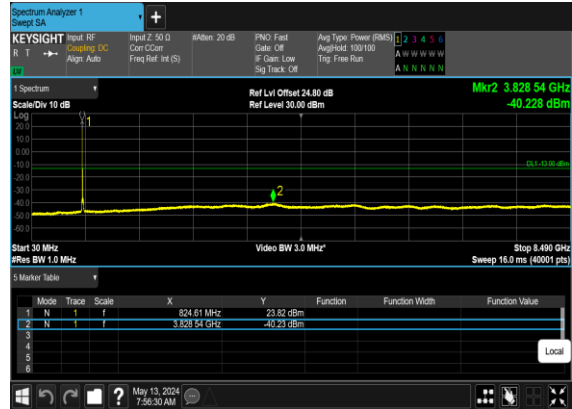 Spectrum Analyzer 1
Swept SA
+
KEYSIGHT
R T
Input: RF
Coupling: DC
Align: Auto
Input Z: 50 Ω
Corr CCorr
Freq Ref: Int (S)
#Atten: 20 dB
PNO: Fast
Gate: Off
IF Gain: Low
Sig Track: Off
Avg Type: Power (RMS)
Avg|Hold: 100/100
Trig: Free Run
1 2 3 4 5 6
A W W W W W
A N N N N N
1 Spectrum
Scale/Div 10 dB
Ref Lvl Offset 24.80 dB
Ref Level 30.00 dBm
Mkr2 3.828 54 GHz
-40.228 dBm
Log
20.0
10.0
0.00
-10.0
-20.0
-30.0
-40.0
-50.0
-60.0
1
2
DL1 -13.00 dBm
Start 30 MHz
#Res BW 1.0 MHz
Video BW 3.0 MHz*
Stop 8.490 GHz
Sweep 16.0 ms (40001 pts)
5 Marker Table
Mode Trace Scale X Y Function Function Width Function Value
1 N 1 f 824.61 MHz 23.82 dBm
2 N 1 f 3.828 54 GHz -40.23 dBm
3
4
5
6
Local
?
May 13, 2024
7:56:30 AM